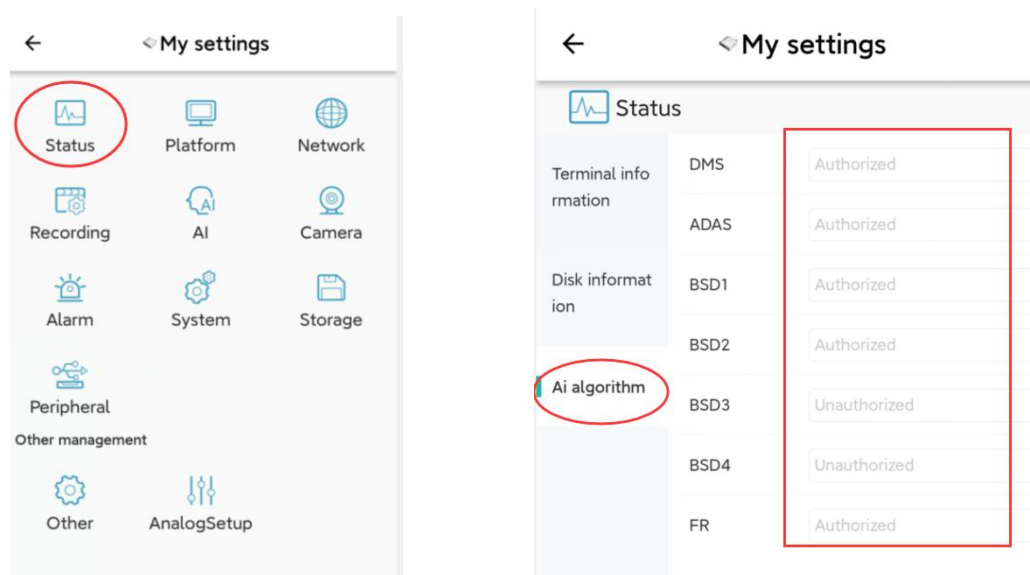 My settings
Status
Platform
Network
Recording
AI
Camera
Alarm
System
Storage
Peripheral
Other management
Other
AnalogSetup
My settings
Status
Terminal info
rmation
Disk informat
ion
Ai algorithm
DMS Authorized
ADAS Authorized
BSD1 Authorized
BSD2 Authorized
BSD3 Unauthorized
BSD4 Unauthorized
FR Authorized